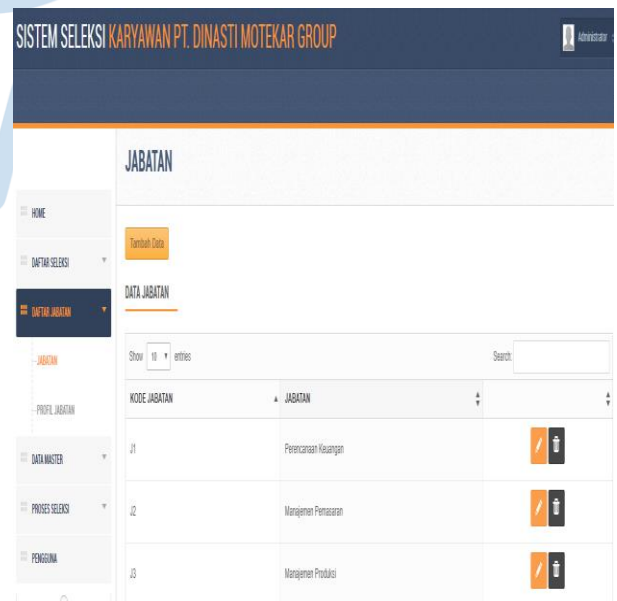 SISTEM SELEKSI KARYAWAN PT. DINASTI MOTEKAR GROUP
Administrator
JABATAN
HOME
DAFTAR SELEKSI
DAFTAR JABATAN
JABATAN
PROFIL JABATAN
DATA MASTER
PROSES SELEKSI
PENGGUNA
Tambah Data
DATA JABATAN
Show 10 entries
Search:
KODE JABATAN JABATAN
J1 Perencanaan Keuangan
J2 Manajemen Pemasaran
J3 Manajemen Produksi